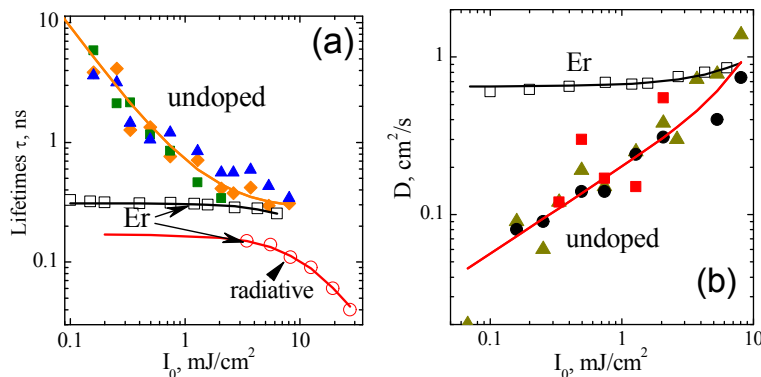 (a)
10
1
0.1
Lifetimes τ, ns
undoped
Er
radiative
0.1
1
10
I₀, mJ/cm²
(b)
1
0.1
D, cm²/s
Er
undoped
0.1
1
10
I₀, mJ/cm²